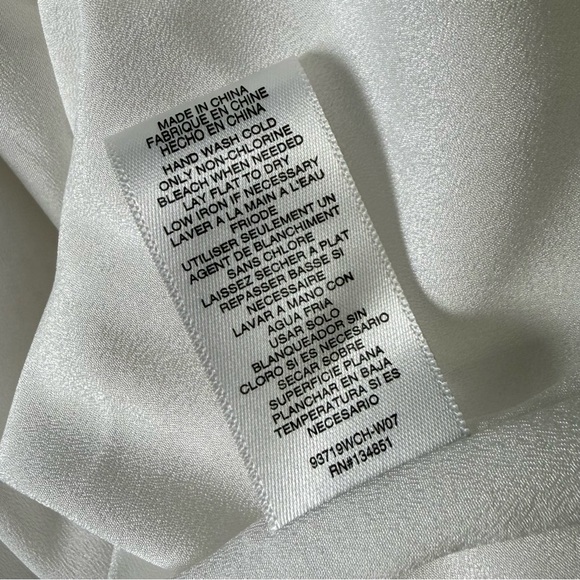 MADE IN CHINA
FABRIQUE EN CHINE
HECHO EN CHINA
HAND WASH COLD
ONLY NON-CHLORINE
BLEACH WHEN NEEDED
LAY FLAT TO DRY
LOW IRON IF NECESSARY
LAVER A LA MAIN A L'EAU
FRIODE
UTILISER SEULEMENT UN
AGENT DE BLANCHIMENT
SANS CHLORE
LAISSEZ SECHER A PLAT
REPASSER BASSE SI
NECESSAIRE
LAVAR A MANO CON
AGUA FRIA
USAR SOLO
BLANQUEADOR SIN
CLORO SI ES NECESARIO
SECAR SOBRE
SUPERFICIE PLANA
PLANCHAR EN BAJA
TEMPERATURA SI ES
NECESARIO
93719WCH-W07
RN#134851